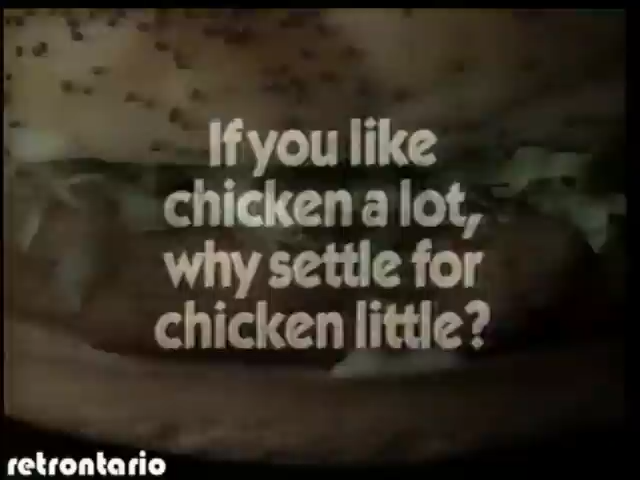 If you like
chicken a lot,
why settle for
chicken little?
retrontario